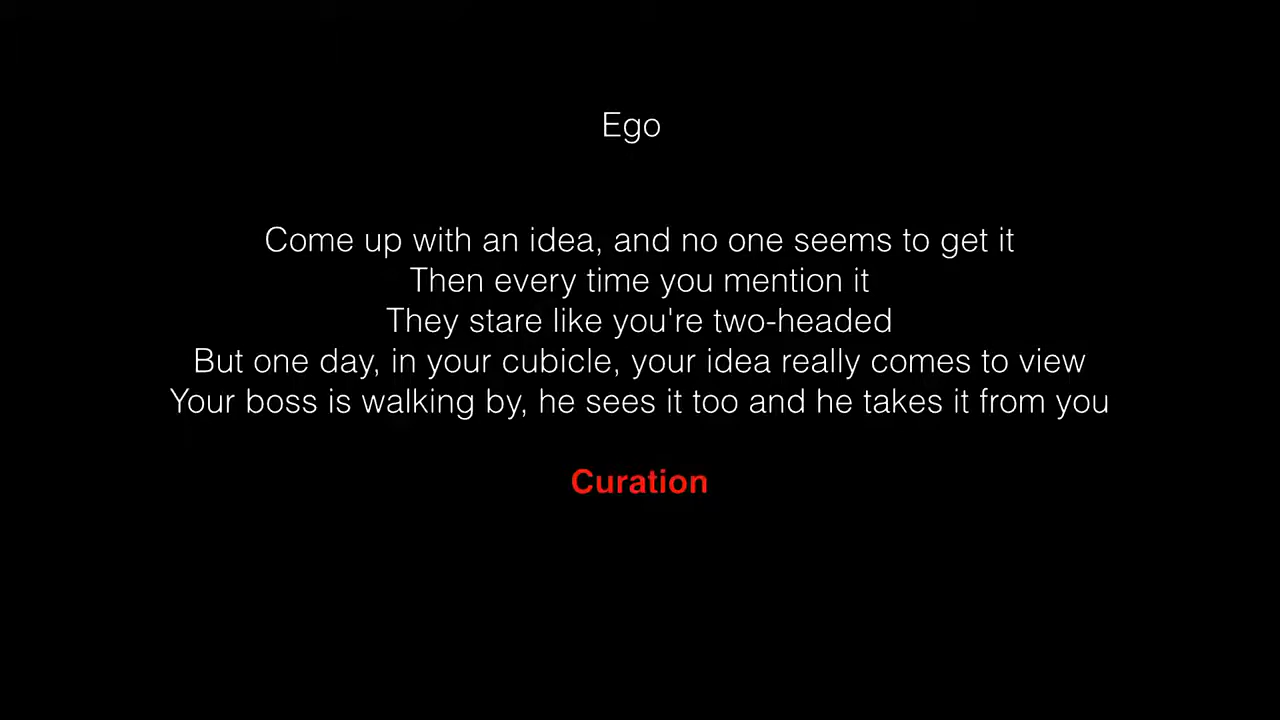 Ego
Come up with an idea, and no one seems to get it
Then every time you mention it
They stare like you're two-headed
But one day, in your cubicle, your idea really comes to view
Your boss is walking by, he sees it too and he takes it from you
Curation